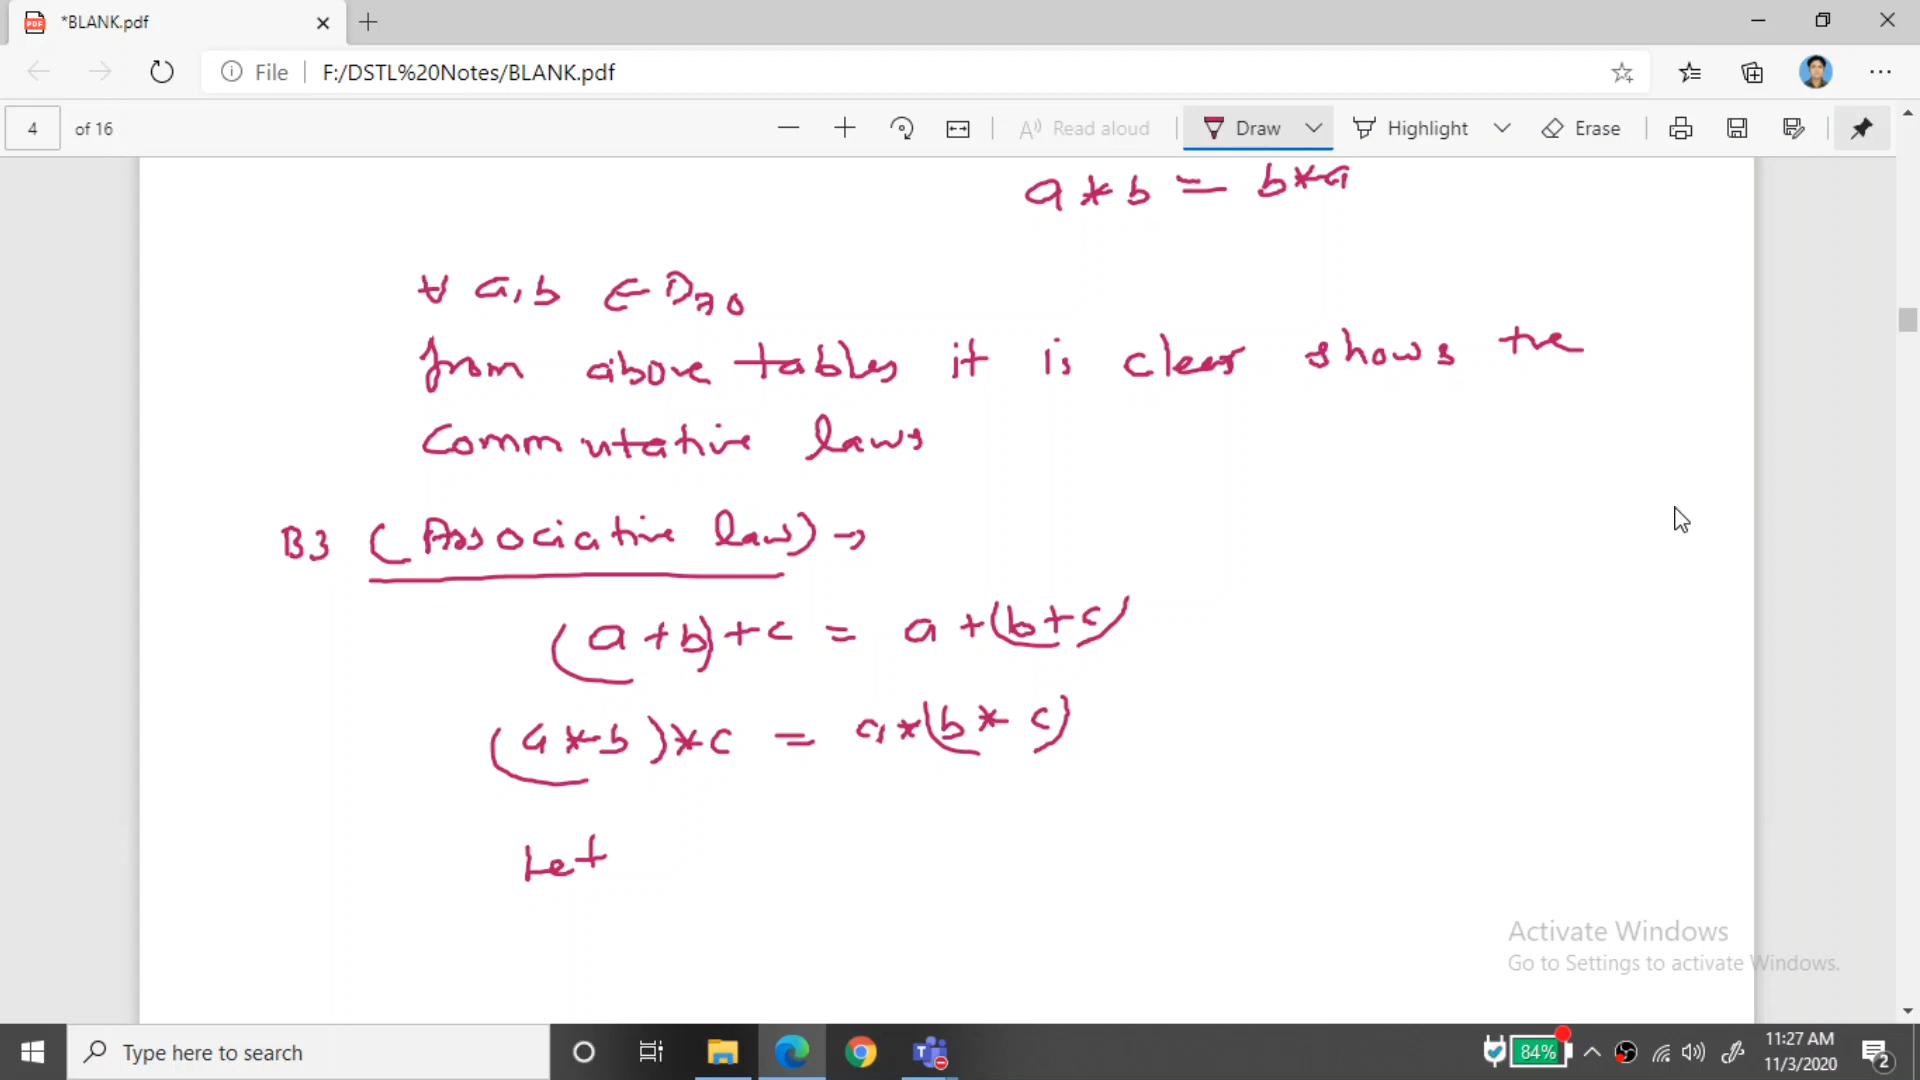 *BLANK.pdf
File F:/DSTL%20Notes/BLANK.pdf
4 of 16 Read aloud Draw Highlight Erase
a * b = b*a
∀ a,b ∈ D70
from above tables it is clear shows the
Commutative laws
B3 (Associative law) →
(a+b)+c = a+(b+c)
(a*b)*c = a*(b*c)
Let
Activate Windows
Go to Settings to activate Windows.
Type here to search
84%
11:27 AM
11/3/2020
2